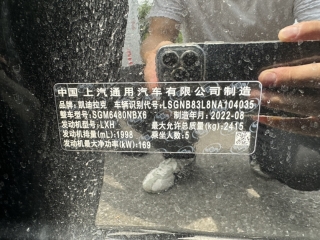 中国 上汽通用汽车有限公司制造
品牌：凯迪拉克 车辆识别代号：LSGNB83L8NA104035
整车型号：SGM6480NBX6 制造年月：2022-08
发动机型号：LXH 最大允许总质量(kg)：2415
发动机排量(mL)：1998 乘坐人数：5
发动机最大净功率(kW)：169